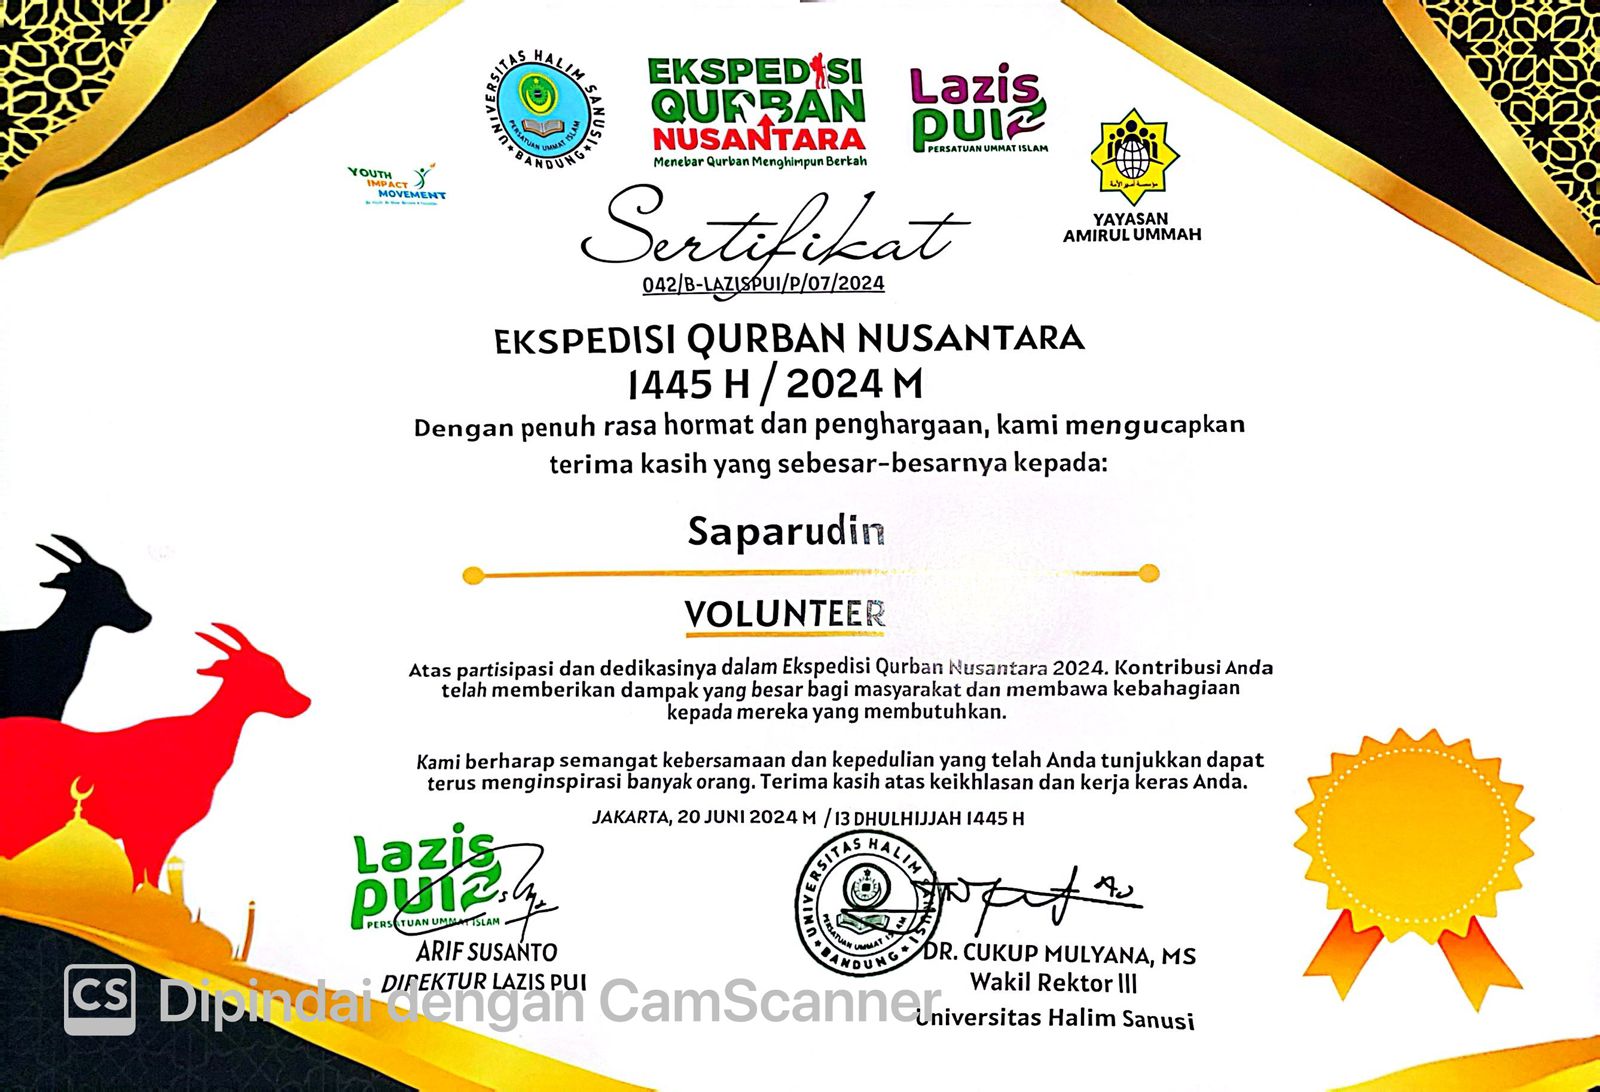 UNIVERSITAS HALIM SANUSI
PERSATUAN UMMAT ISLAM
BANDUNG
EKSPEDISI
QURBAN
NUSANTARA
Menebar Qurban Menghimpun Berkah
Lazis
PUI
PERSATUAN UMMAT ISLAM
YOUTH
IMPACT
MOVEMENT
YAYASAN
AMIRUL UMMAH
Sertifikat
042/B-LAZISPUI/P/07/2024
EKSPEDISI QURBAN NUSANTARA
1445 H / 2024 M
Dengan penuh rasa hormat dan penghargaan, kami mengucapkan
terima kasih yang sebesar-besarnya kepada:
Saparudin
VOLUNTEER
Atas partisipasi dan dedikasinya dalam Ekspedisi Qurban Nusantara 2024. Kontribusi Anda
telah memberikan dampak yang besar bagi masyarakat dan membawa kebahagiaan
kepada mereka yang membutuhkan.
Kami berharap semangat kebersamaan dan kepedulian yang telah Anda tunjukkan dapat
terus menginspirasi banyak orang. Terima kasih atas keikhlasan dan kerja keras Anda.
JAKARTA, 20 JUNI 2024 M / 13 DHULHIJJAH 1445 H
Lazis
PUI
PERSATUAN UMMAT ISLAM
UNIVERSITAS HALIM SANUSI
PERSATUAN UMMAT ISLAM
BANDUNG
ARIF SUSANTO
DIREKTUR LAZIS PUI
DR. CUKUP MULYANA, MS
Wakil Rektor III
Universitas Halim Sanusi
CS Dipindai dengan CamScanner